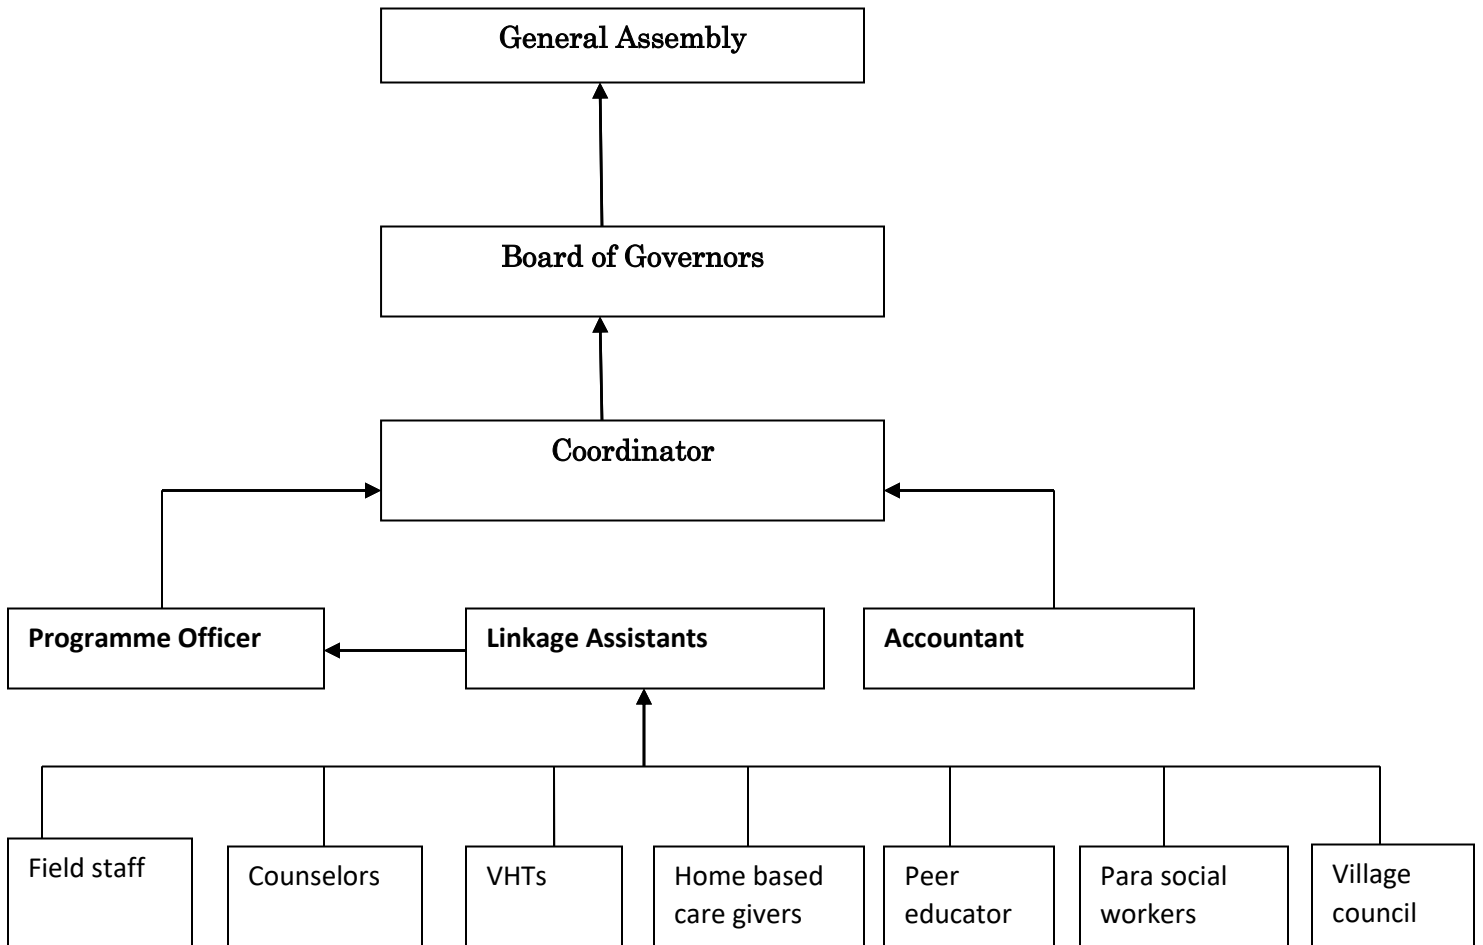 General Assembly
Board of Governors
Coordinator
Programme Officer
Linkage Assistants
Accountant
Field staff
Counselors
VHTs
Home based
care givers
Peer
educator
Para social
workers
Village
council